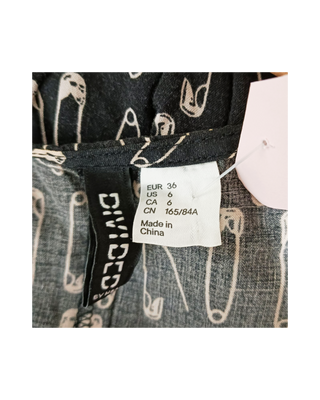 DIVIDED
EUR 36
US 6
CA 6
CN 165/84A
Made in
China